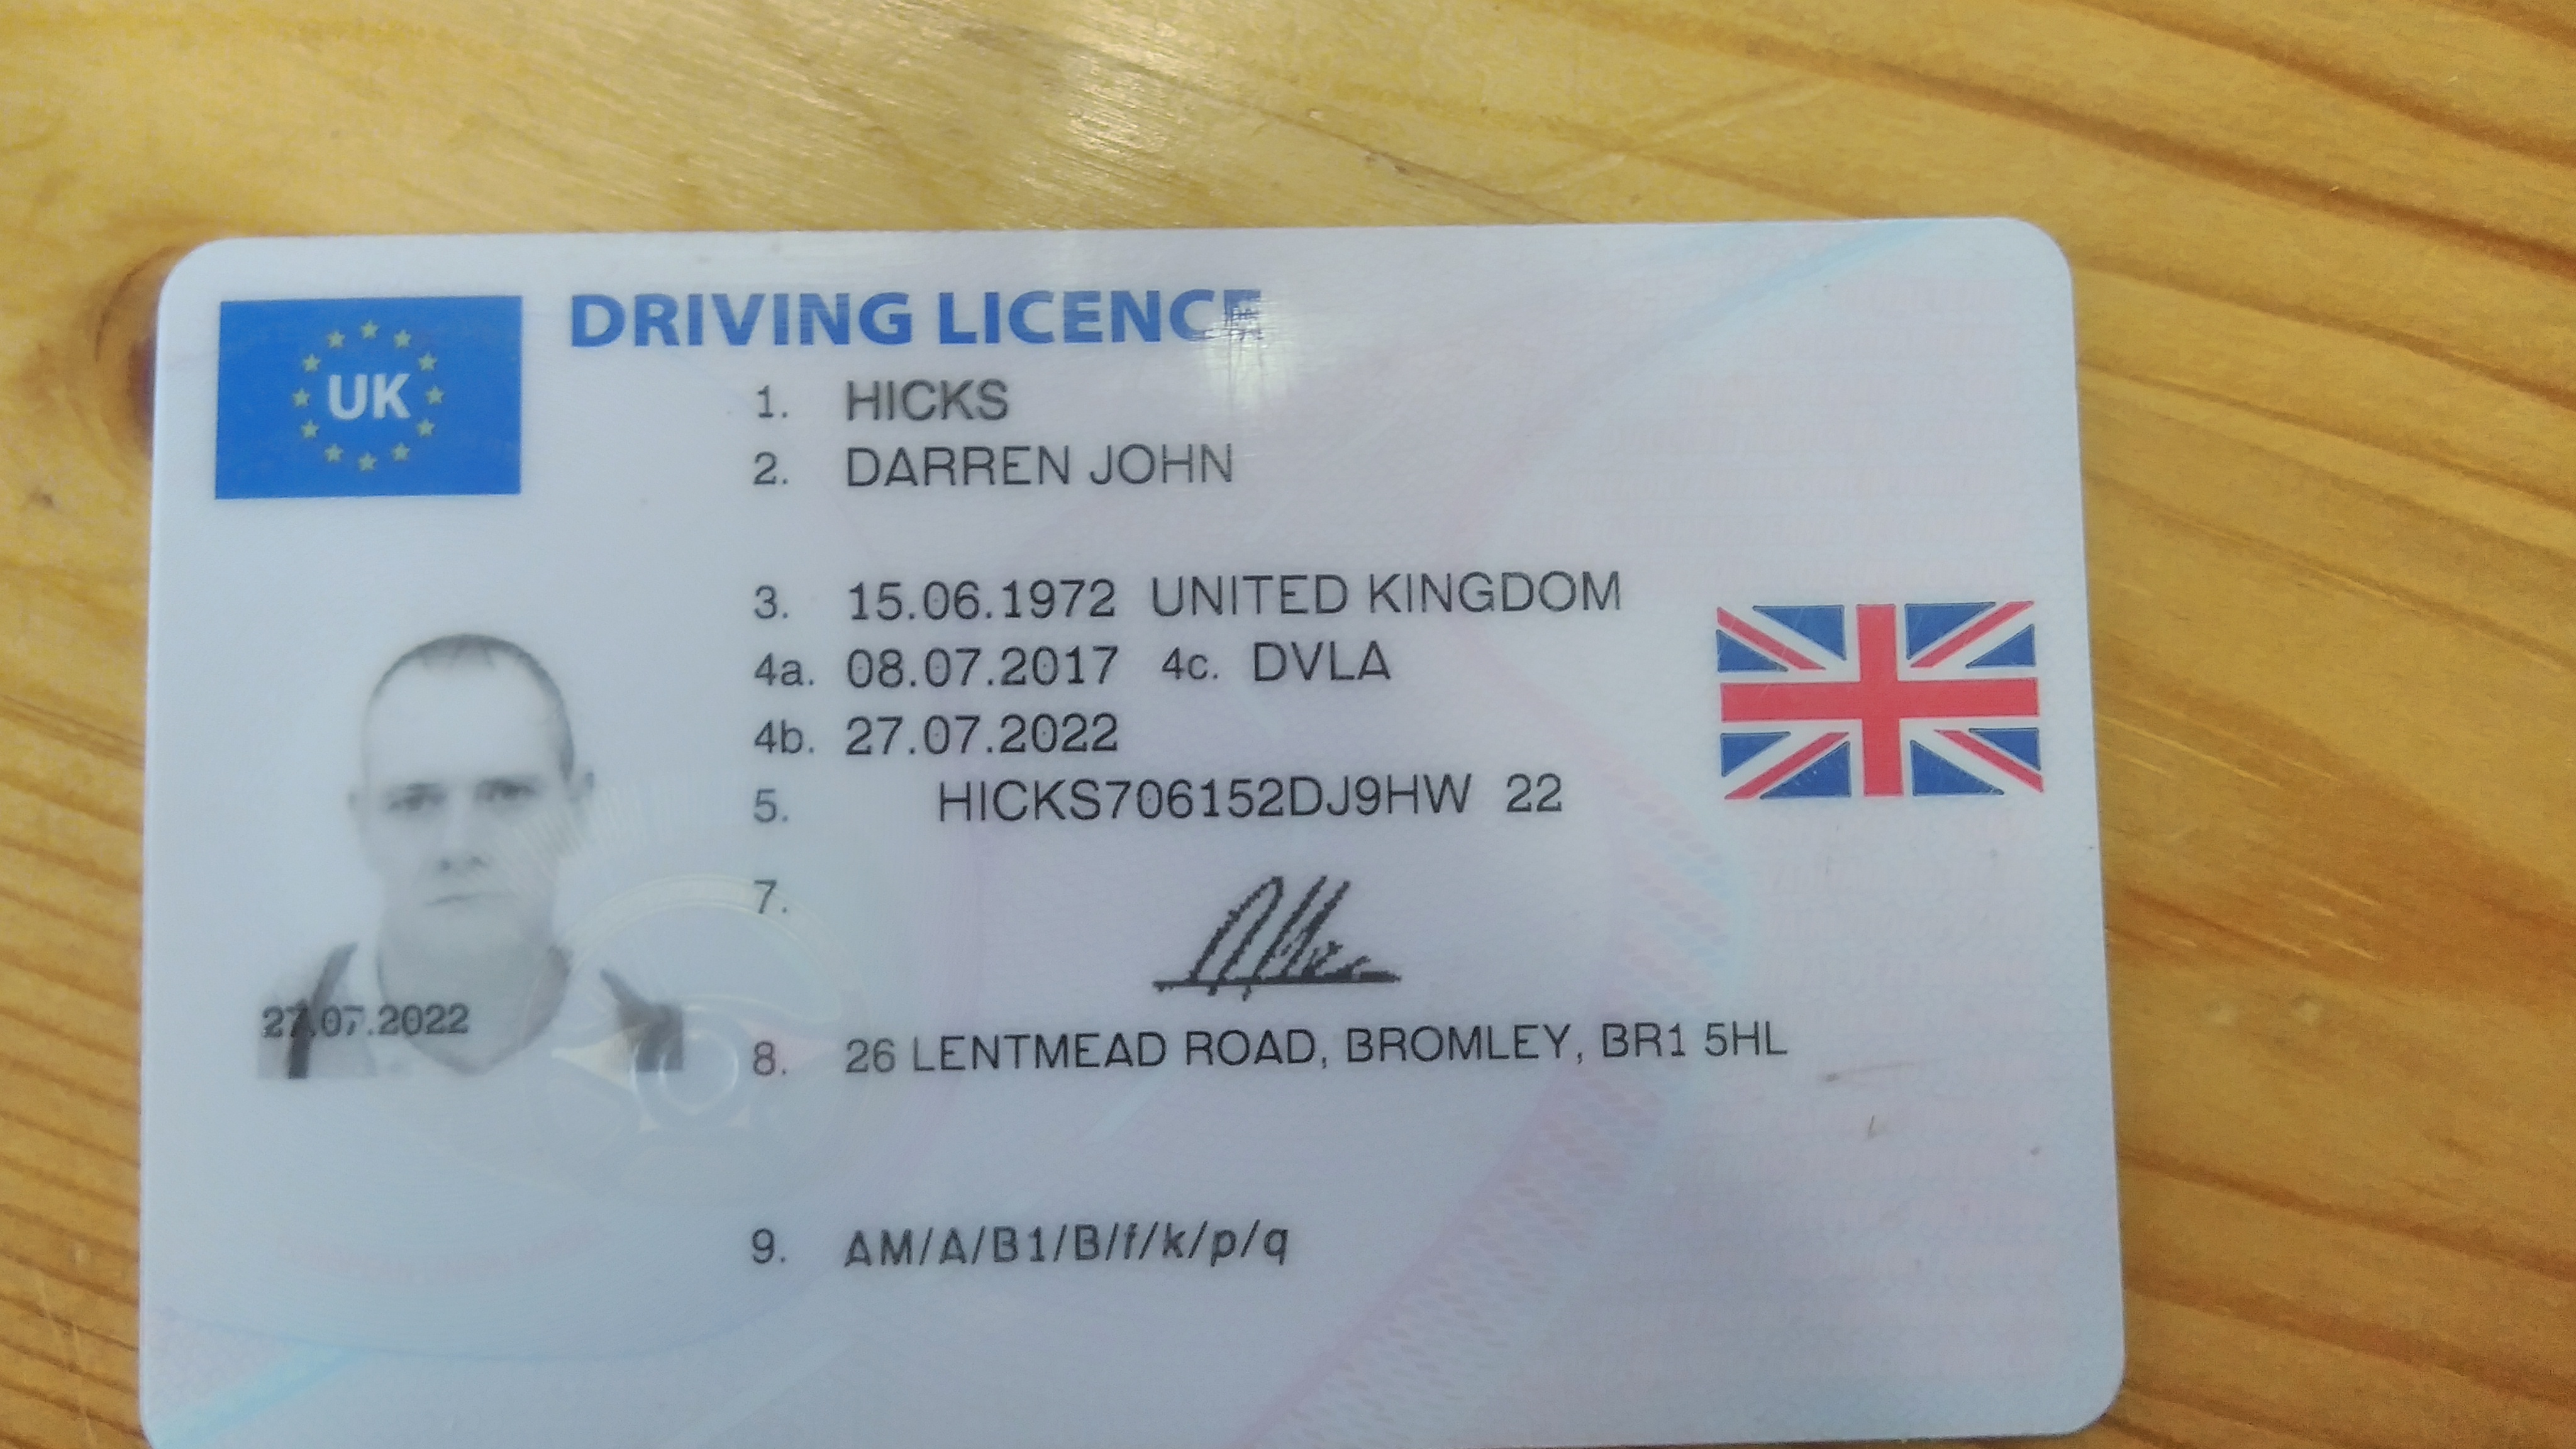 UK
DRIVING LICENCE
1. HICKS
2. DARREN JOHN
3. 15.06.1972 UNITED KINGDOM
4a. 08.07.2017 4c. DVLA
4b. 27.07.2022
5. HICKS706152DJ9HW 22
7.
27.07.2022
8. 26 LENTMEAD ROAD, BROMLEY, BR1 5HL
9. AM/A/B1/B/f/k/p/q